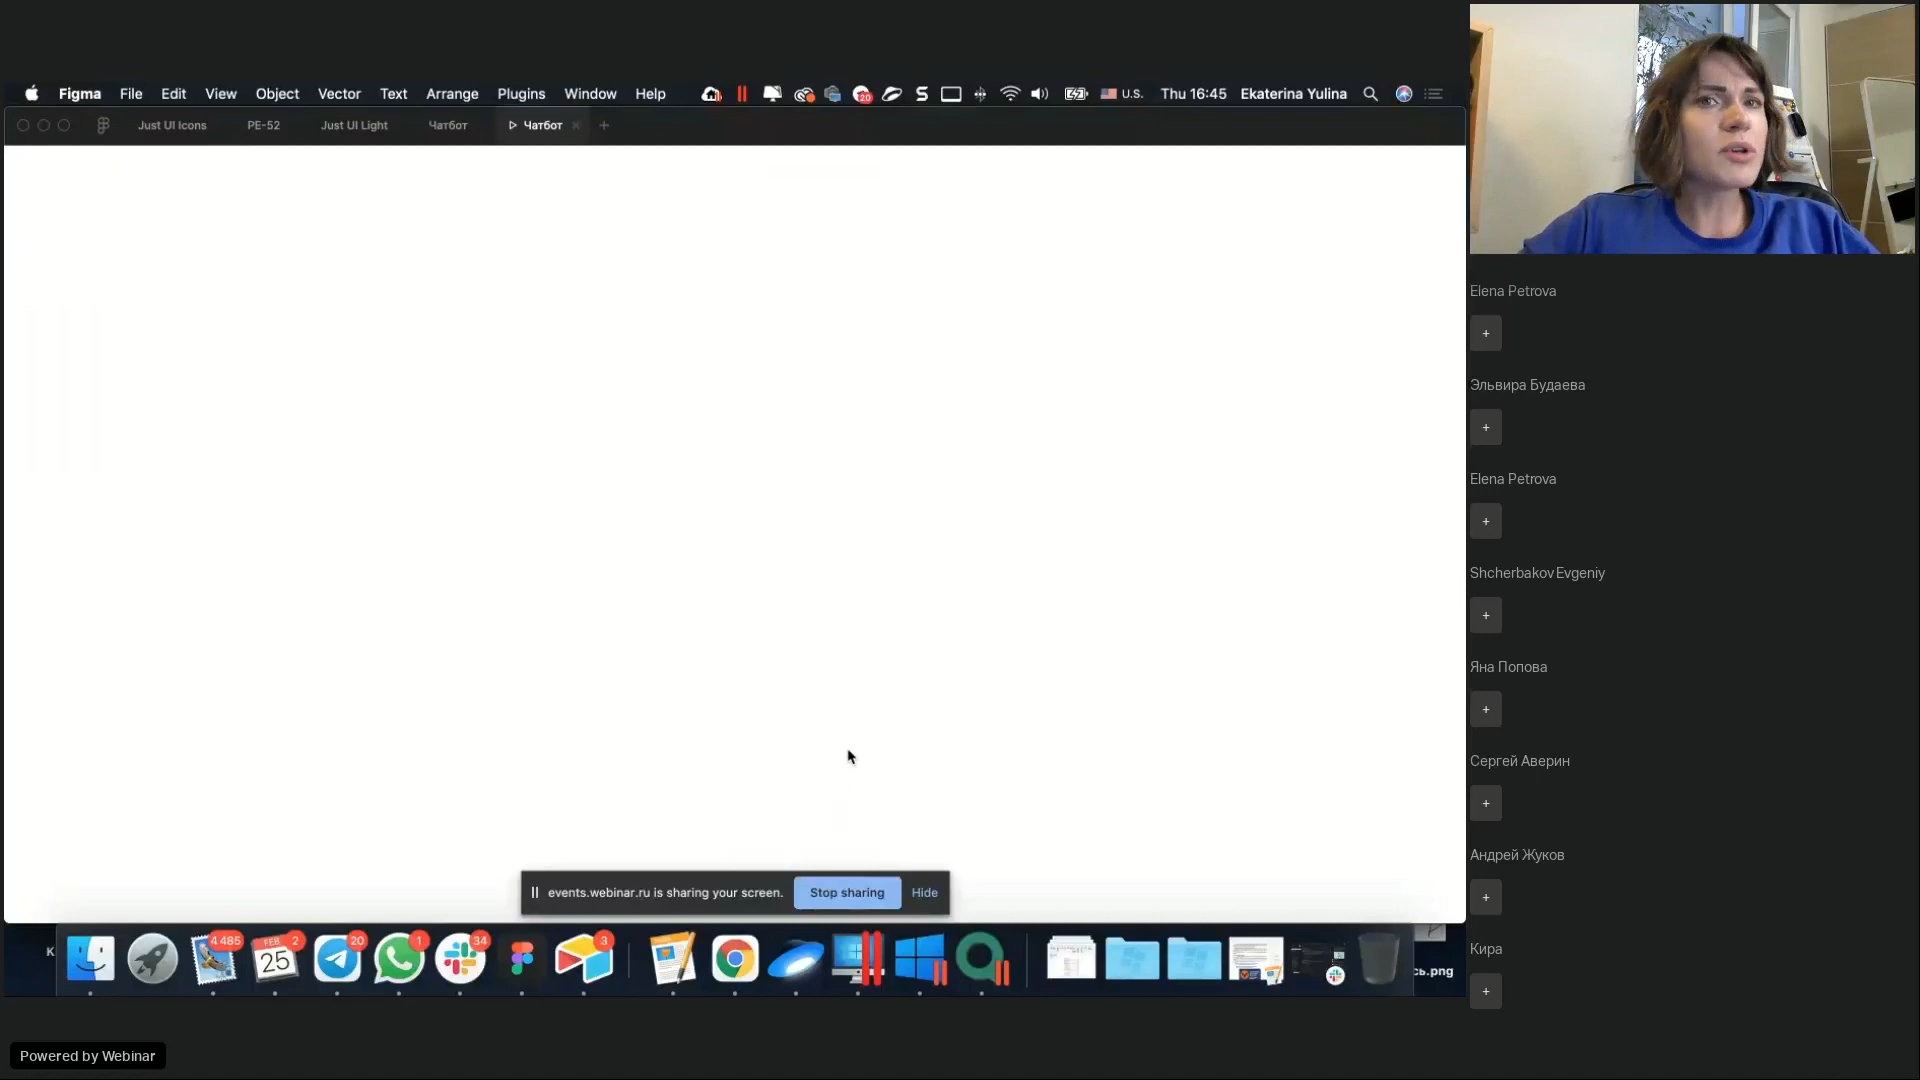 Figma File Edit View Object Vector Text Arrange Plugins Window Help 20 U.S. Thu 16:45 Ekaterina Yulina
Just UI Icons PE-52 Just UI Light Чатбот Чатбот
Elena Petrova
+
Эльвира Будаева
+
Elena Petrova
+
Shcherbakov Evgeniy
+
Яна Попова
+
Сергей Аверин
+
Андрей Жуков
+
Кира
+
events.webinar.ru is sharing your screen. Stop sharing Hide
4 485 FEB 2 25 20 1 34 3
К сь.png
Powered by Webinar